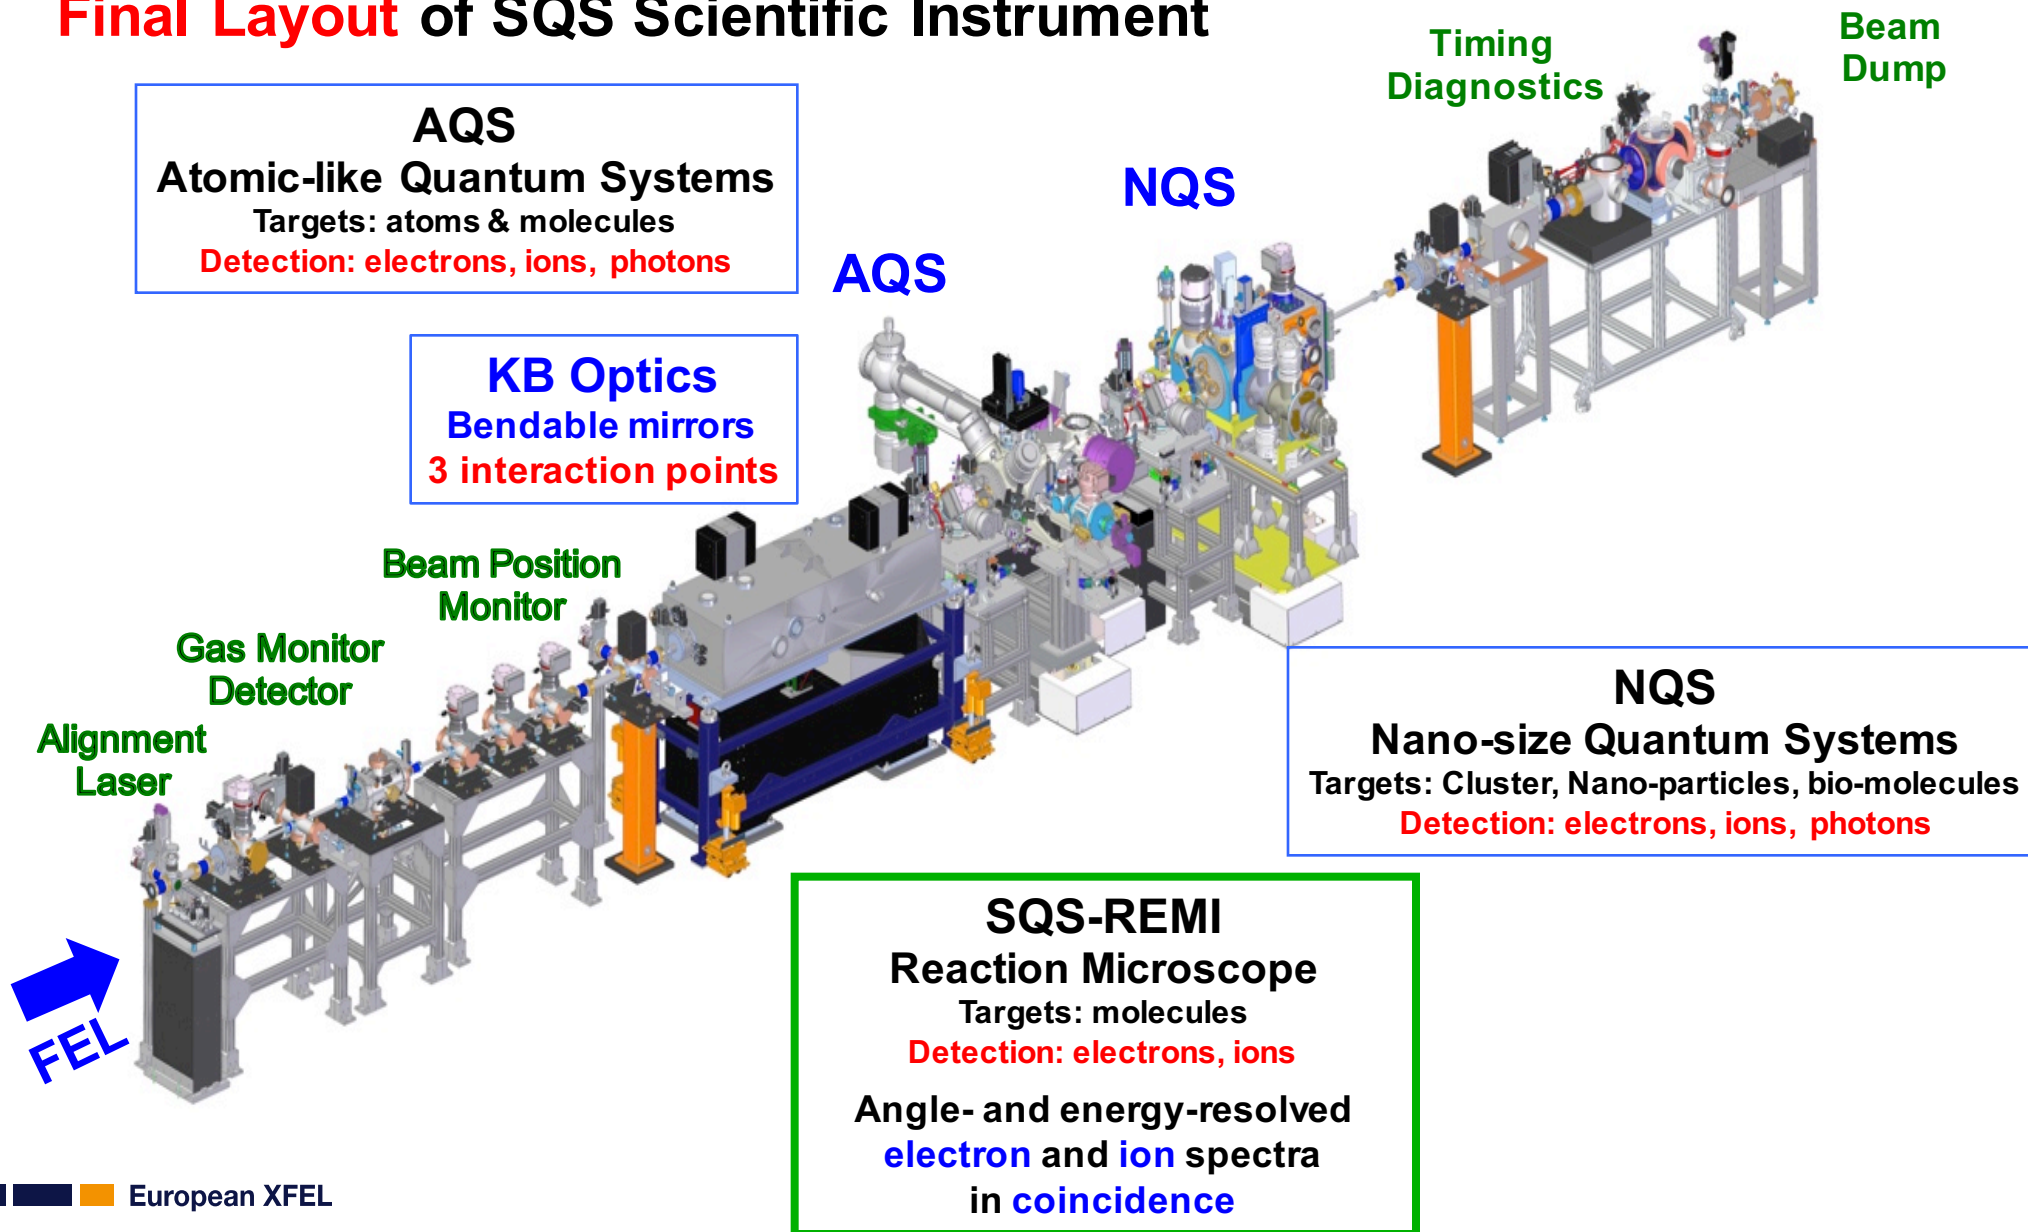 Final Layout of SQS Scientific Instrument
Timing
Diagnostics
Beam
Dump
AQS
Atomic-like Quantum Systems
Targets: atoms & molecules
Detection: electrons, ions, photons
NQS
AQS
KB Optics
Bendable mirrors
3 interaction points
Beam Position
Monitor
Gas Monitor
Detector
Alignment
Laser
NQS
Nano-size Quantum Systems
Targets: Cluster, Nano-particles, bio-molecules
Detection: electrons, ions, photons
FEL
SQS-REMI
Reaction Microscope
Targets: molecules
Detection: electrons, ions
Angle- and energy-resolved
electron and ion spectra
in coincidence
European XFEL